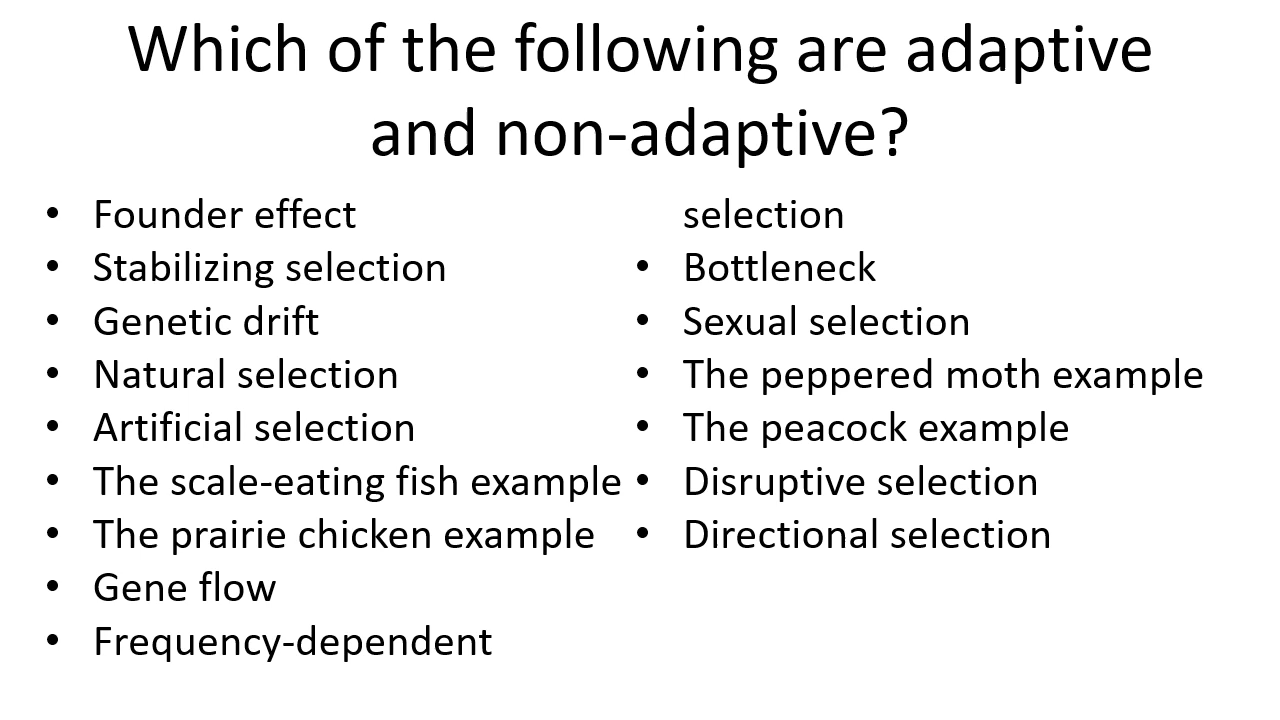 Which of the following are adaptive
and non-adaptive?
• Founder effect
• Stabilizing selection
• Genetic drift
• Natural selection
• Artificial selection
• The scale-eating fish example
• The prairie chicken example
• Gene flow
• Frequency-dependent
selection
• Bottleneck
• Sexual selection
• The peppered moth example
• The peacock example
• Disruptive selection
• Directional selection